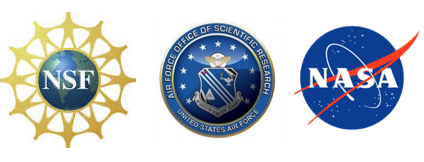 NSF
AIR FORCE OFFICE OF SCIENTIFIC RESEARCH
UNITED STATES AIR FORCE
NASA